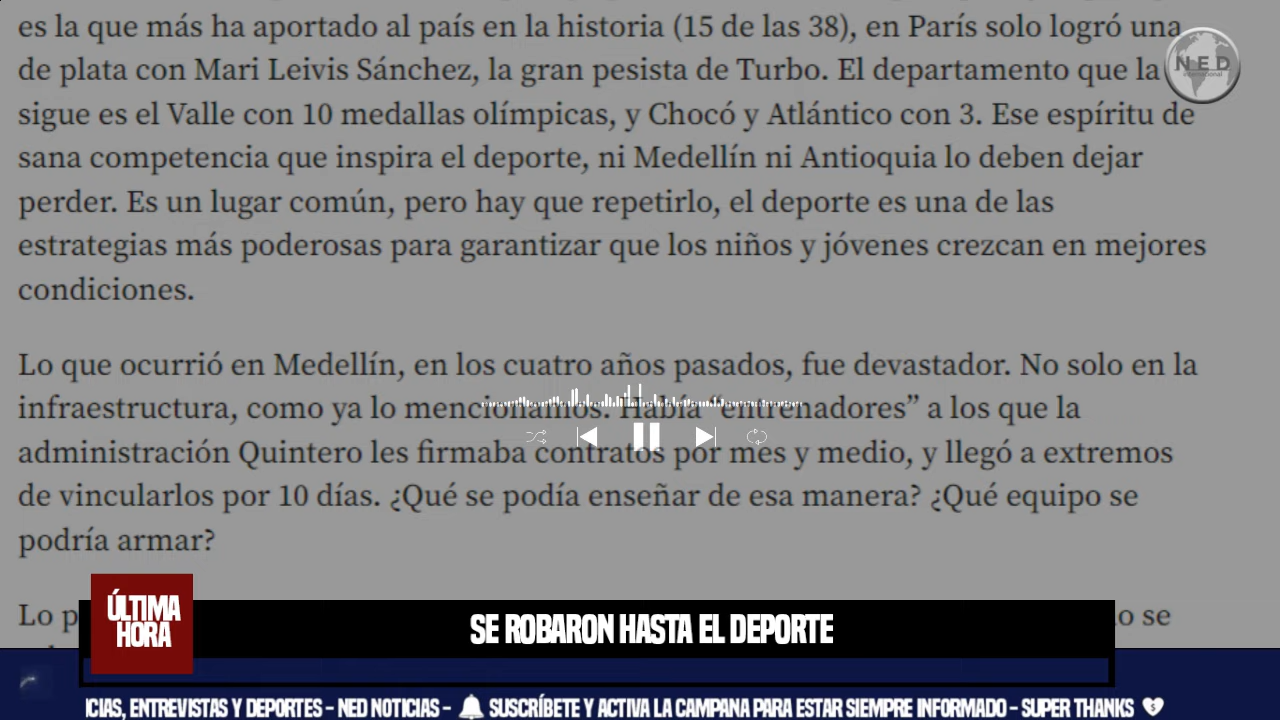 es la que más ha aportado al país en la historia (15 de las 38), en París solo logró una
de plata con Mari Leivis Sánchez, la gran pesista de Turbo. El departamento que la
sigue es el Valle con 10 medallas olímpicas, y Chocó y Atlántico con 3. Ese espíritu de
sana competencia que inspira el deporte, ni Medellín ni Antioquia lo deben dejar
perder. Es un lugar común, pero hay que repetirlo, el deporte es una de las
estrategias más poderosas para garantizar que los niños y jóvenes crezcan en mejores
condiciones.
Lo que ocurrió en Medellín, en los cuatro años pasados, fue devastador. No solo en la
infraestructura, como ya lo mencionamos. Había “entrenadores” a los que la
administración Quintero les firmaba contratos por mes y medio, y llegó a extremos
de vincularlos por 10 días. ¿Qué se podía enseñar de esa manera? ¿Qué equipo se
podría armar?
Lo se
NED
internacional
ÚLTIMA
HORA
SE ROBARON HASTA EL DEPORTE
ICIAS, ENTREVISTAS Y DEPORTES - NED NOTICIAS - SUSCRÍBETE Y ACTIVA LA CAMPANA PARA ESTAR SIEMPRE INFORMADO - SUPER THANKS